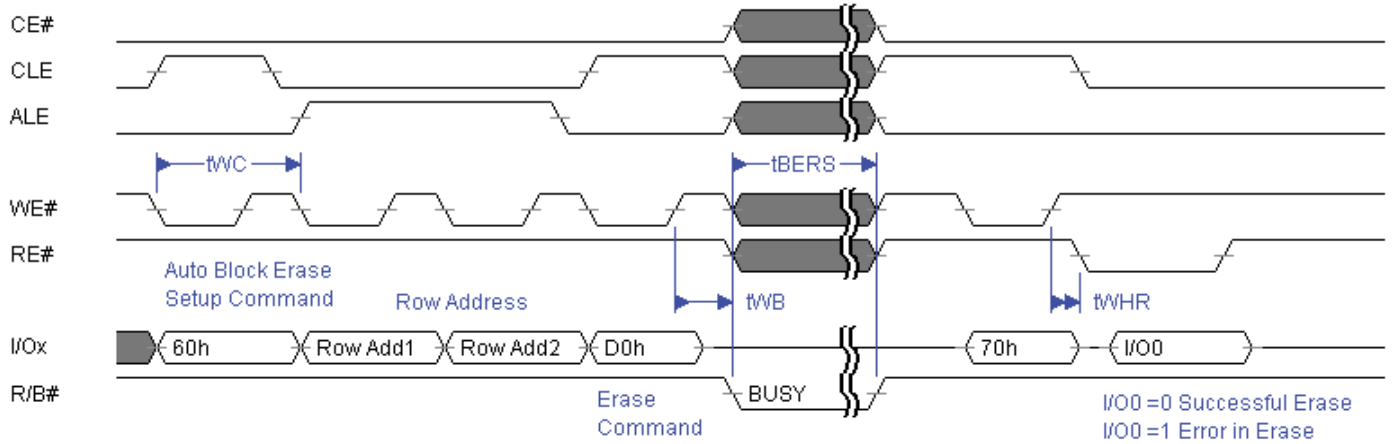 CE#
CLE
ALE
tWC
tBERS
WE#
RE#
Auto Block Erase
Setup Command
Row Address
tWB
tWHR
I/Ox
60h
Row Add1
Row Add2
D0h
70h
I/O0
R/B#
BUSY
Erase
Command
I/O0 =0 Successful Erase
I/O0 =1 Error in Erase